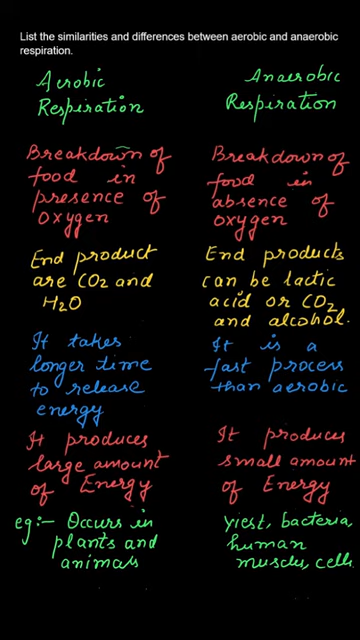 List the similarities and differences between aerobic and anaerobic
respiration.
Aerobic
Respiration
Anaerobic
Respiration
Breakdown of
food in
presence of
oxygen
Breakdown of
food in
absence of
oxygen
End product
are CO2 and
H2O
End products
can be lactic
acid or CO2
and alcohol.
It takes
longer time
to release
energy
It is a
fast process
than aerobic
It produces
large amount
of Energy
It produces
small amount
of Energy
eg:- Occurs in
plants and
animals
Yiest, bacteria,
human
muscles, cells.